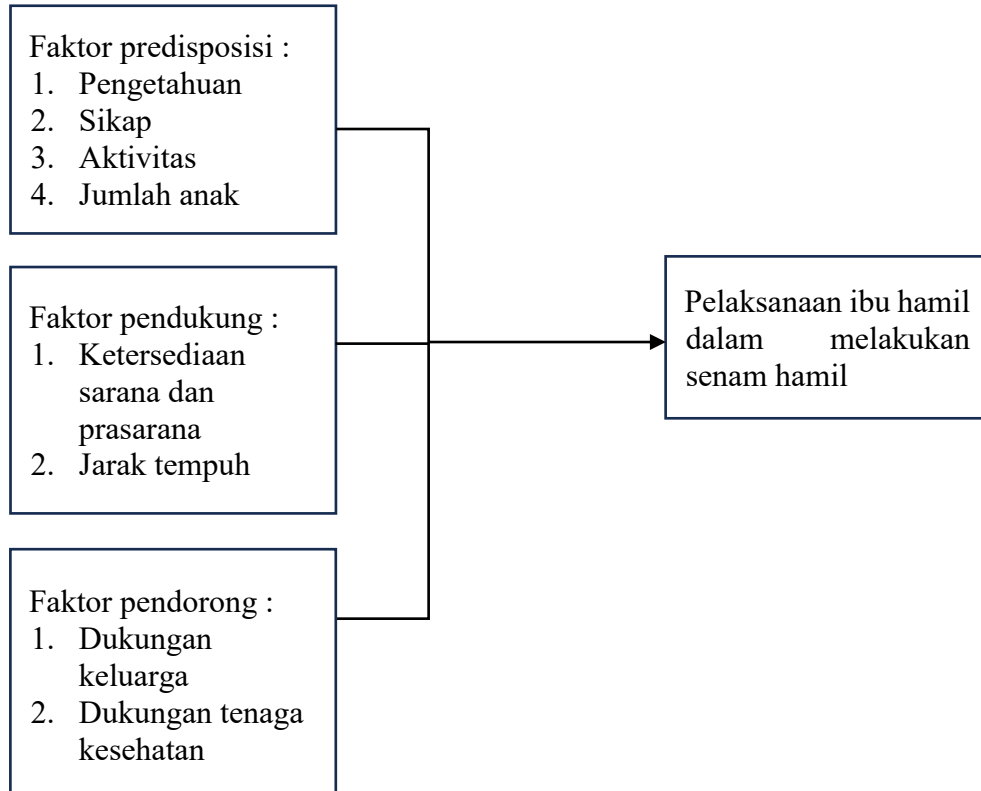 Faktor predisposisi :
1. Pengetahuan
2. Sikap
3. Aktivitas
4. Jumlah anak
Faktor pendukung :
1. Ketersediaan
sarana dan
prasarana
2. Jarak tempuh
Faktor pendorong :
1. Dukungan
keluarga
2. Dukungan tenaga
kesehatan
Pelaksanaan ibu hamil
dalam melakukan
senam hamil